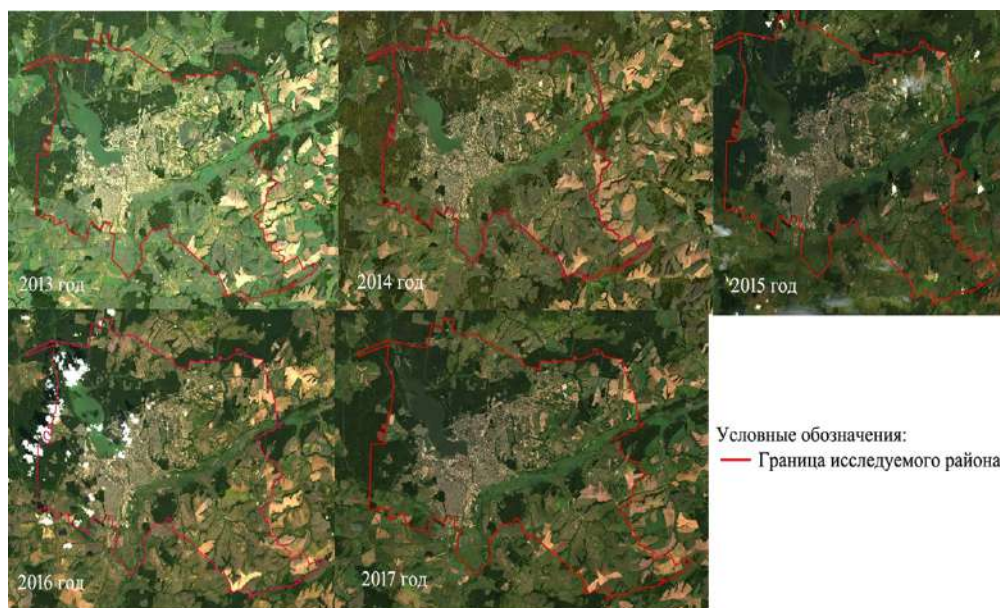 2013 год
2014 год
2015 год
2016 год
2017 год
Условные обозначения:
Граница исследуемого района